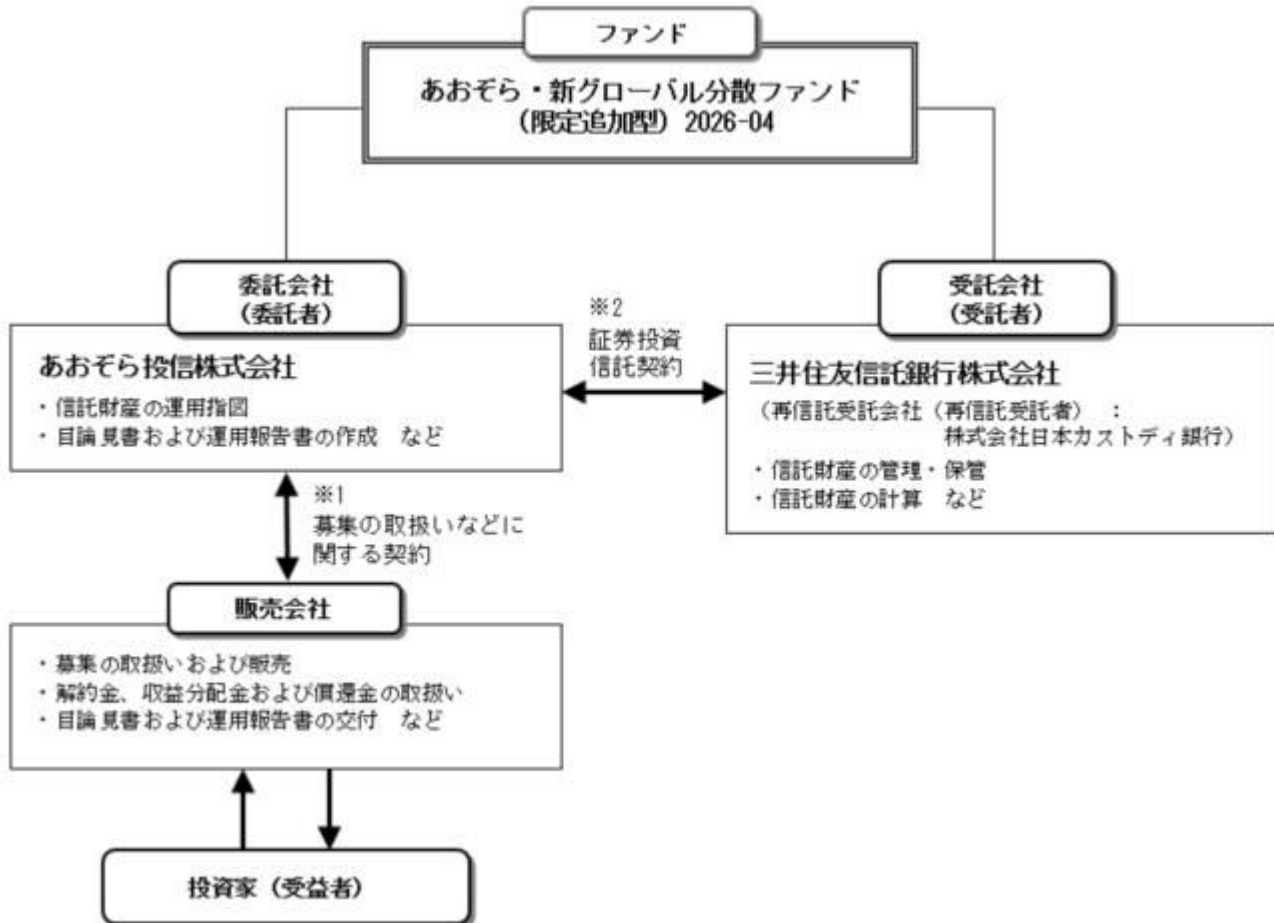 ファンド
あおぞら・新グローバル分散ファンド
(限定追加型) 2026-04
委託会社
(委託者)
あおぞら投信株式会社
・信託財産の運用指図
・目論見書および運用報告書の作成 など
※2
証券投資
信託契約
受託会社
(受託者)
三井住友信託銀行株式会社
(再信託受託会社(再信託受託者) :
株式会社日本カストディ銀行)
・信託財産の管理・保管
・信託財産の計算 など
※1
募集の取扱いなどに
関する契約
販売会社
・募集の取扱いおよび販売
・解約金、収益分配金および償還金の取扱い
・目論見書および運用報告書の交付 など
投資家(受益者)